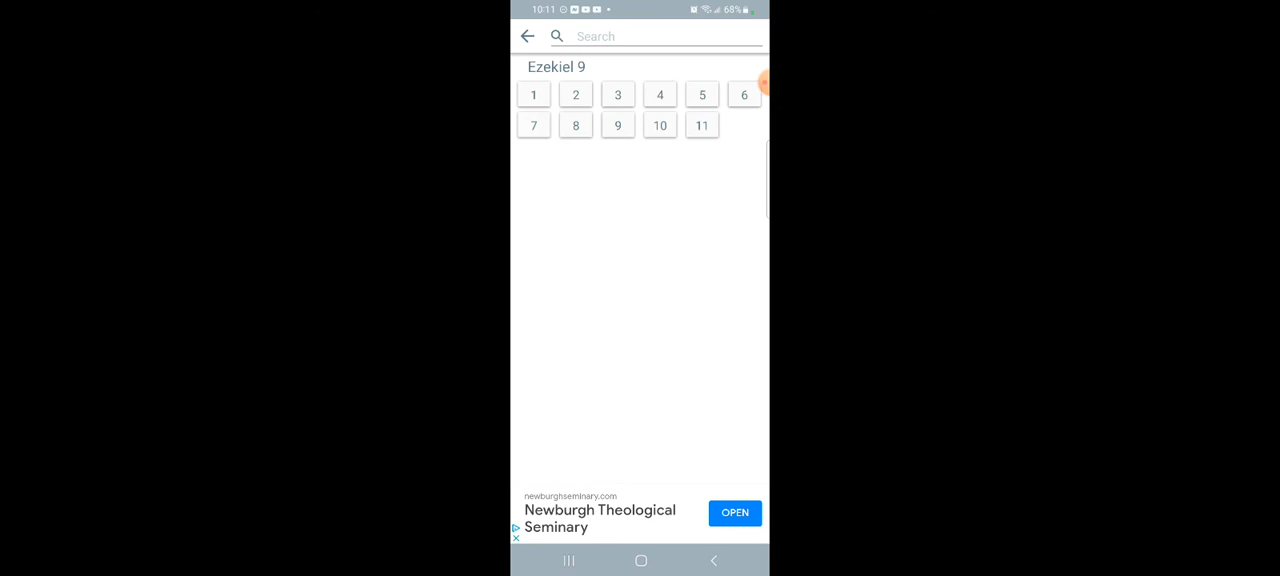 10:11 68%
Search
Ezekiel 9
1 2 3 4 5 6
7 8 9 10 11
newburghseminary.com
Newburgh Theological
Seminary
OPEN